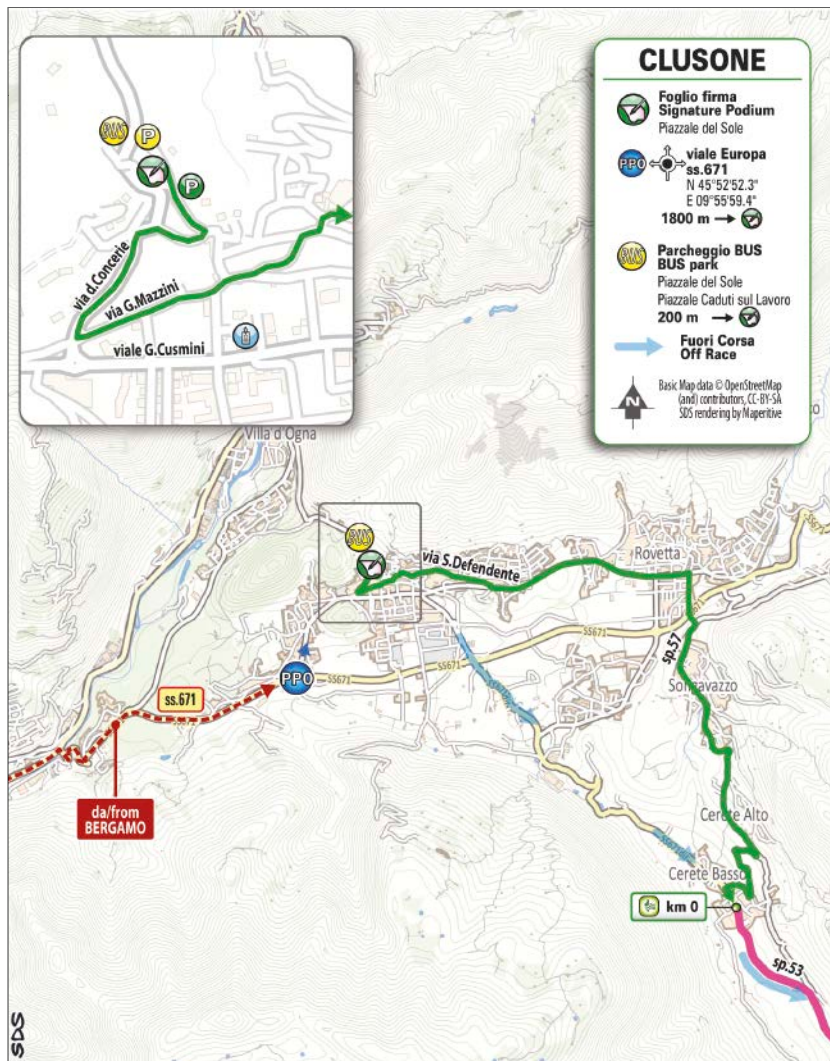 CLUSONE
Foglio firma
Signature Podium
Piazzale del Sole
PPO
viale Europa
ss.671
N 45°52'52.3"
E 09°55'59.4"
1800 m
BUS
Parcheggio BUS
BUS park
Piazzale del Sole
Piazzale Caduti sul Lavoro
200 m
Fuori Corsa
Off Race
N
Basic Map data © OpenStreetMap
(and) contributors, CC-BY-SA
SDS rendering by Maperitive
BUS
P
P
via d.Concerie
via G.Mazzini
viale G.Cusmini
Villa d'Ogna
BUS
via S.Defendente
Rovetta
SS671
SS671
SS671
PPO
ss.671
sp.57
Songavazzo
da/from
BERGAMO
Cerete Alto
Cerete Basso
km 0
sp.53
SDS